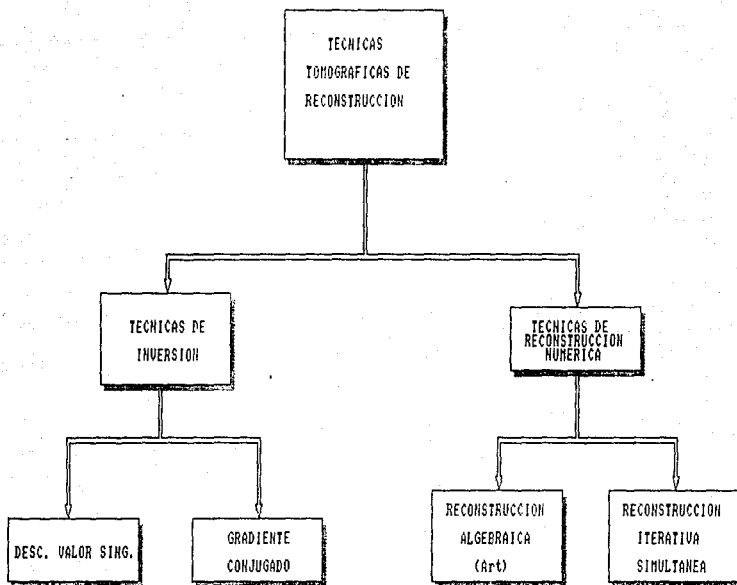 TECNICAS
TOMOGRAFICAS DE
RECONSTRUCCION
TECNICAS DE
INVERSION
TECNICAS DE
RECONSTRUCCION
NUMERICA
DESC. VALOR SING.
GRADIENTE
CONJUGADO
RECONSTRUCCION
ALGEBRAICA
(Art)
RECONSTRUCCION
ITERATIVA
SIMULTANEA